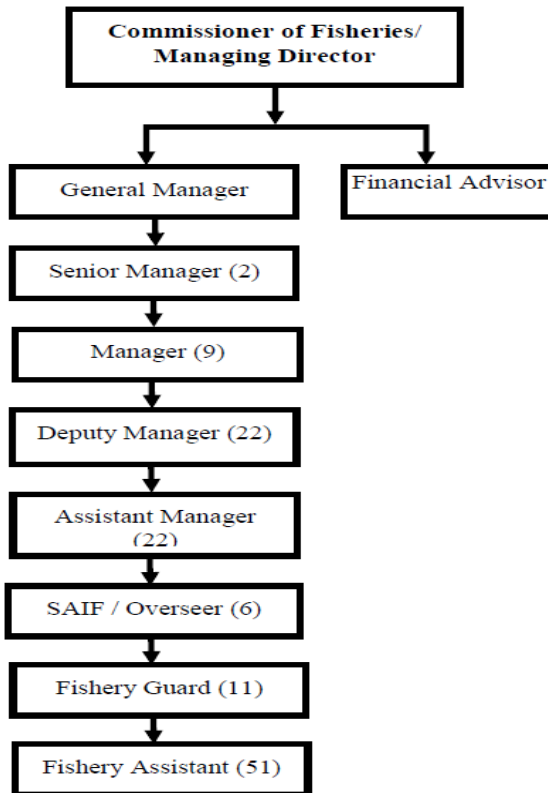 Commissioner of Fisheries/
Managing Director
General Manager
Financial Advisor
Senior Manager (2)
Manager (9)
Deputy Manager (22)
Assistant Manager
(22)
SAIF / Overseer (6)
Fishery Guard (11)
Fishery Assistant (51)